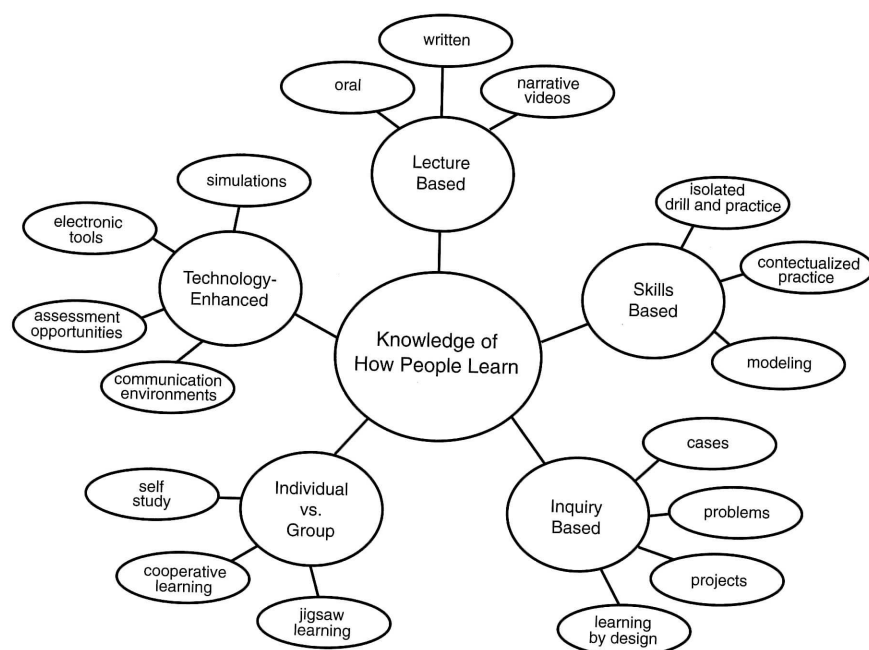 written
oral
narrative
videos
Lecture
Based
simulations
electronic
tools
Technology-
Enhanced
assessment
opportunities
communication
environments
isolated
drill and practice
contectualized
practice
Skills
Based
modeling
Knowledge of
How People Learn
self
study
Individual
vs.
Group
cooperative
learning
jigsaw
learning
cases
Inquiry
Based
problems
projects
learning
by design